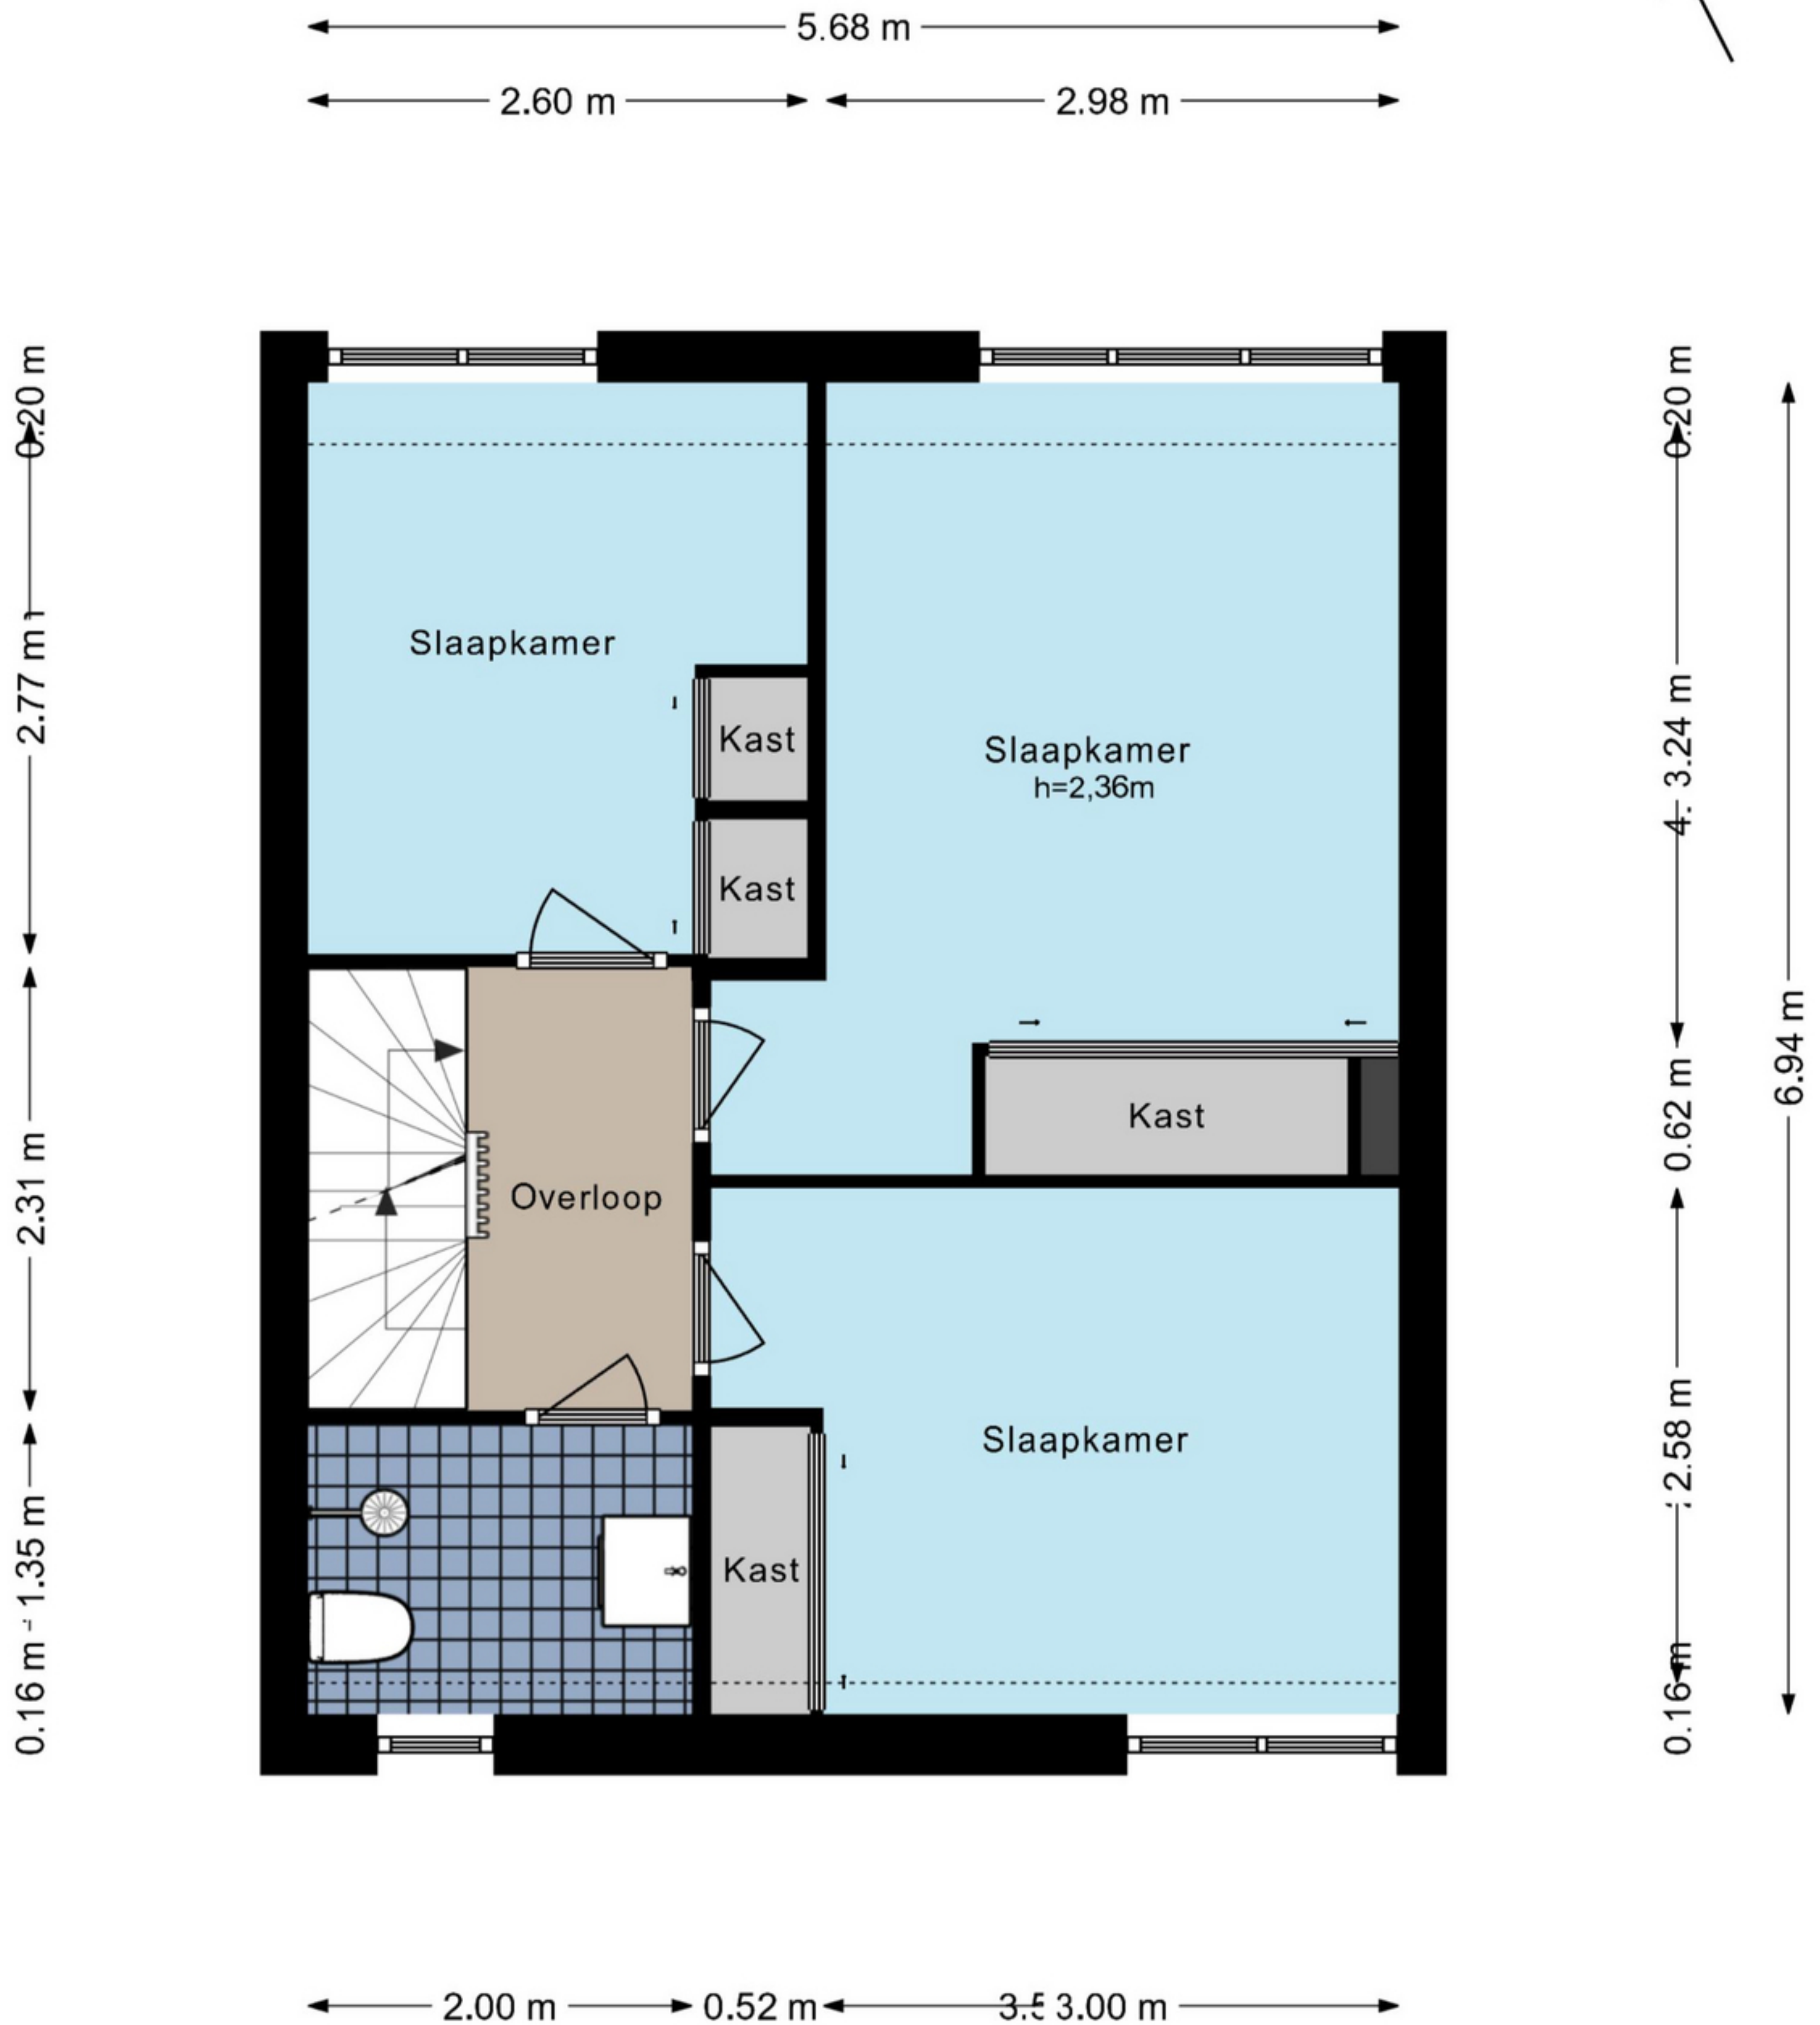 5.68 m
2.60 m
2.98 m
0.20 m
0.20 m
Slaapkamer
2.77 m
Kast
Slaapkamer
h=2,36m
3.24 m
Kast
6.94 m
Kast
0.62 m
2.31 m
Overloop
Slaapkamer
2.58 m
1.35 m
Kast
0.16 m
0.16 m
2.00 m
0.52 m
3.00 m